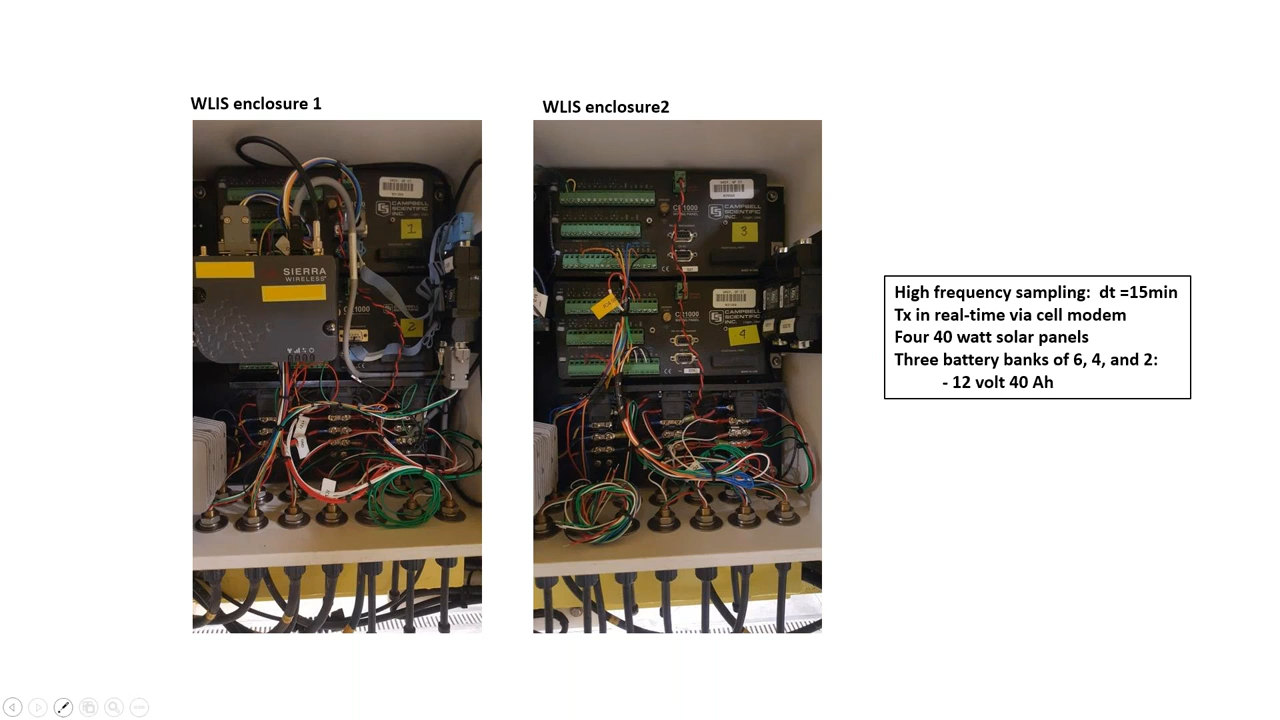 WLIS enclosure 1
WLIS enclosure2
SIERRA
WIRELESS
1
2
CR1000
CAMPBELL
SCIENTIFIC
INC.
3
CAMPBELL
SCIENTIFIC
INC.
4
High frequency sampling:  dt =15min
Tx in real-time via cell modem
Four 40 watt solar panels
Three battery banks of 6, 4, and 2:
- 12 volt 40 Ah